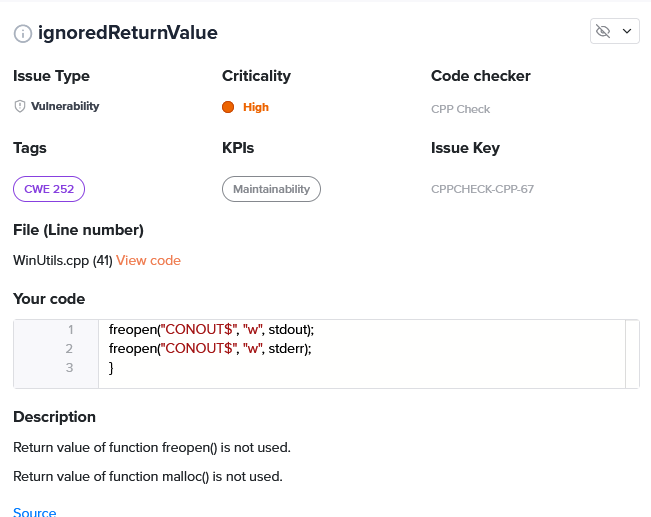 ignoredReturnValue
Issue Type Criticality Code checker
Vulnerability High CPP Check
Tags KPIs Issue Key
CWE 252 Maintainability CPPCHECK-CPP-67
File (Line number)
WinUtils.cpp (41) View code
Your code
1 freopen("CONOUT$", "w", stdout);
2 freopen("CONOUT$", "w", stderr);
3 }
Description
Return value of function freopen() is not used.
Return value of function malloc() is not used.
Source